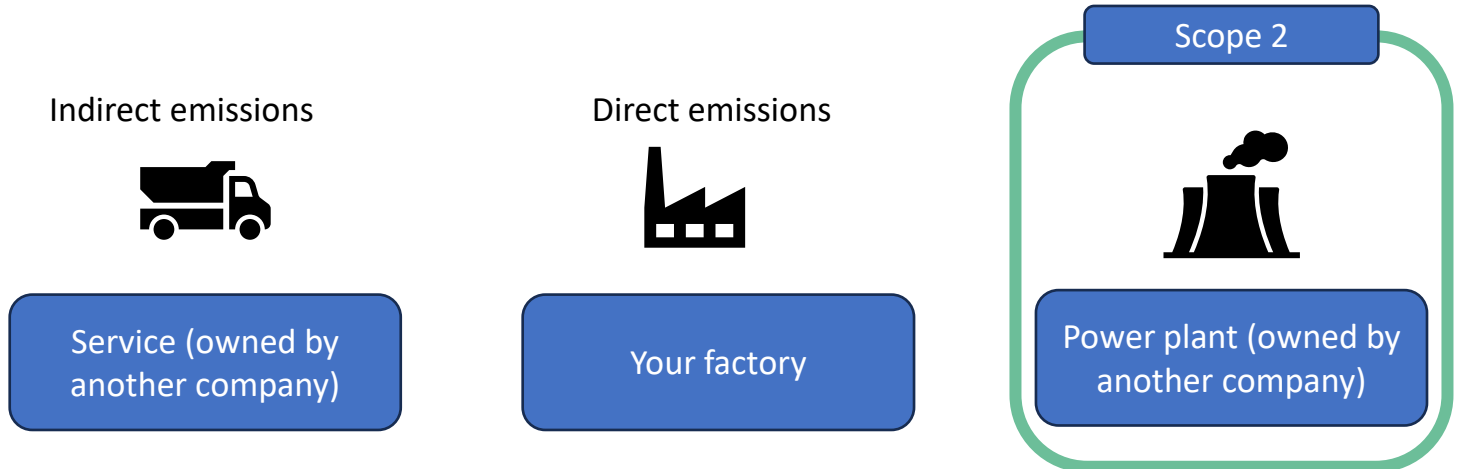 Scope 2
Indirect emissions
Direct emissions
Service (owned by
another company)
Your factory
Power plant (owned by
another company)